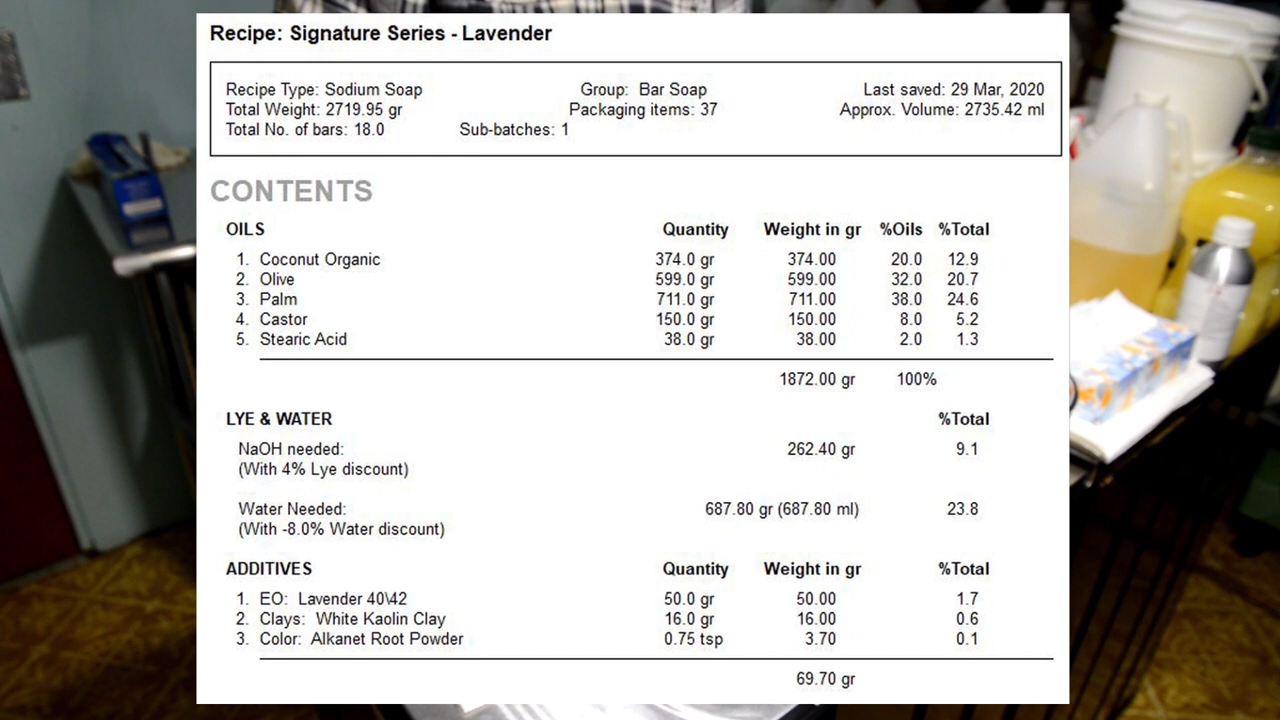 Recipe: Signature Series - Lavender
Recipe Type: Sodium Soap Group: Bar Soap Last saved: 29 Mar, 2020
Total Weight: 2719.95 gr Packaging items: 37 Approx. Volume: 2735.42 ml
Total No. of bars: 18.0 Sub-batches: 1
CONTENTS
OILS Quantity Weight in gr %Oils %Total
1. Coconut Organic 374.0 gr 374.00 20.0 12.9
2. Olive 599.0 gr 599.00 32.0 20.7
3. Palm 711.0 gr 711.00 38.0 24.6
4. Castor 150.0 gr 150.00 8.0 5.2
5. Stearic Acid 38.0 gr 38.00 2.0 1.3
1872.00 gr 100%
LYE & WATER %Total
NaOH needed: 262.40 gr 9.1
(With 4% Lye discount)
Water Needed: 687.80 gr (687.80 ml) 23.8
(With -8.0% Water discount)
ADDITIVES Quantity Weight in gr %Total
1. EO: Lavender 40\42 50.0 gr 50.00 1.7
2. Clays: White Kaolin Clay 16.0 gr 16.00 0.6
3. Color: Alkanet Root Powder 0.75 tsp 3.70 0.1
69.70 gr